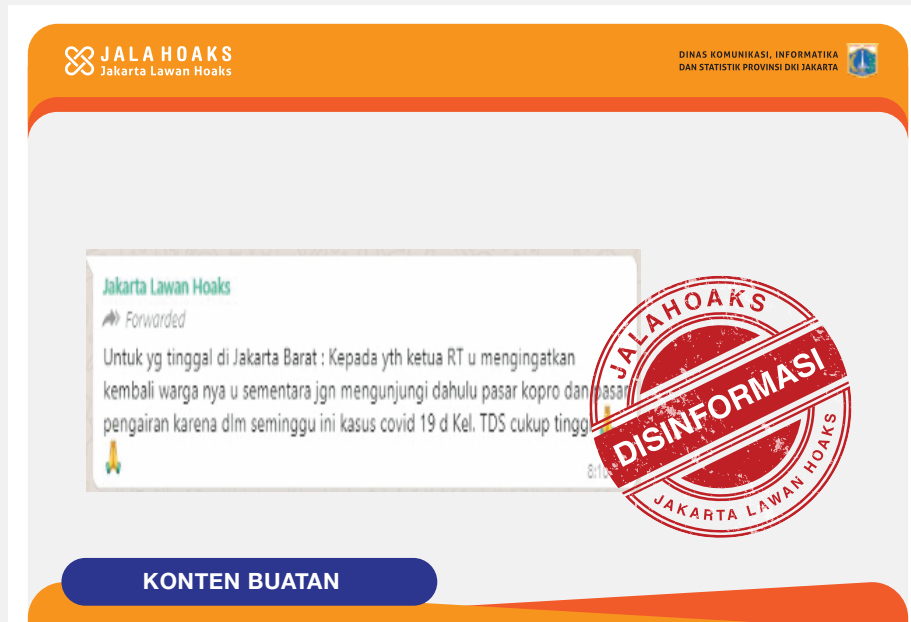 JALA HOAKS
Jakarta Lawan Hoaks
DINAS KOMUNIKASI, INFORMATIKA
DAN STATISTIK PROVINSI DKI JAKARTA
Jakarta Lawan Hoaks
Forwarded
Untuk yg tinggal di Jakarta Barat : Kepada yth ketua RT u mengingatkan
kembali warga nya u sementara jgn mengunjungi dahulu pasar kopro dan pasar
pengairan karena dlm seminggu ini kasus covid 19 d Kel. TDS cukup tinggi 🙏
🙏
JALAHOAKS
DISINFORMASI
JAKARTA LAWAN HOAKS
KONTEN BUATAN